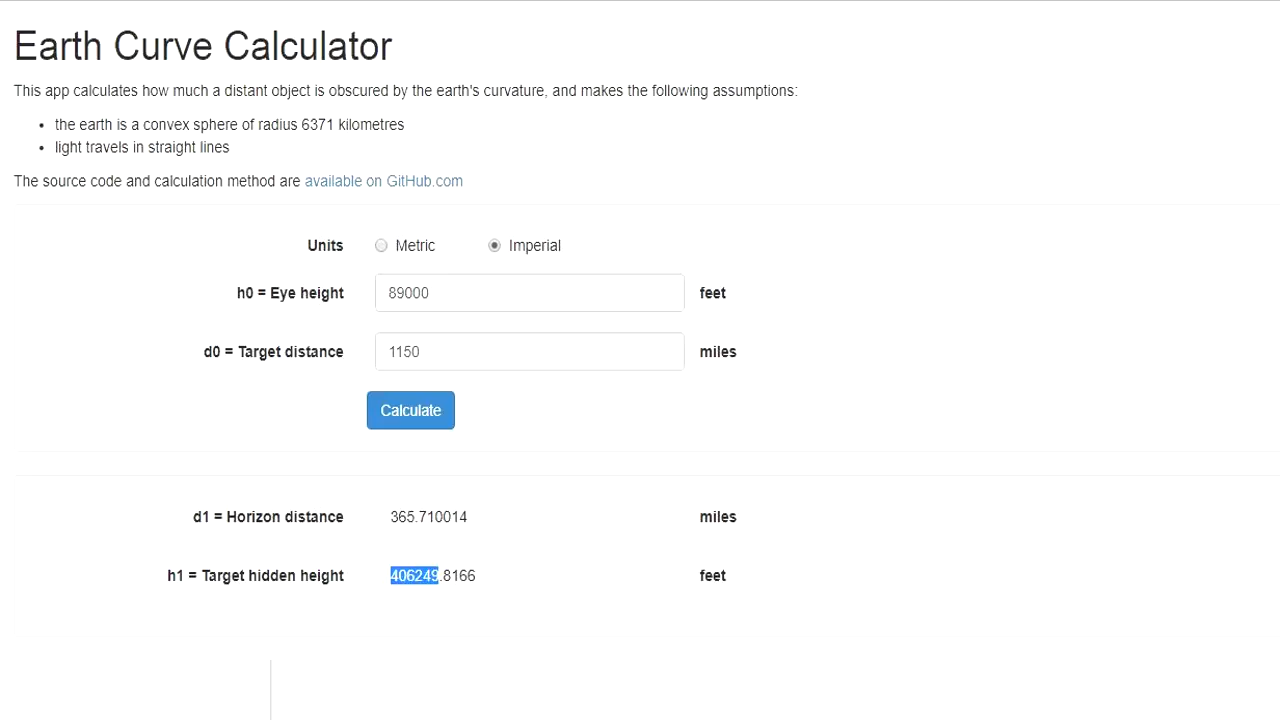 Earth Curve Calculator
This app calculates how much a distant object is obscured by the earth's curvature, and makes the following assumptions:
• the earth is a convex sphere of radius 6371 kilometres
• light travels in straight lines
The source code and calculation method are available on GitHub.com
Units Metric Imperial
h0 = Eye height 89000 feet
d0 = Target distance 1150 miles
Calculate
d1 = Horizon distance 365.710014 miles
h1 = Target hidden height 406249.8166 feet